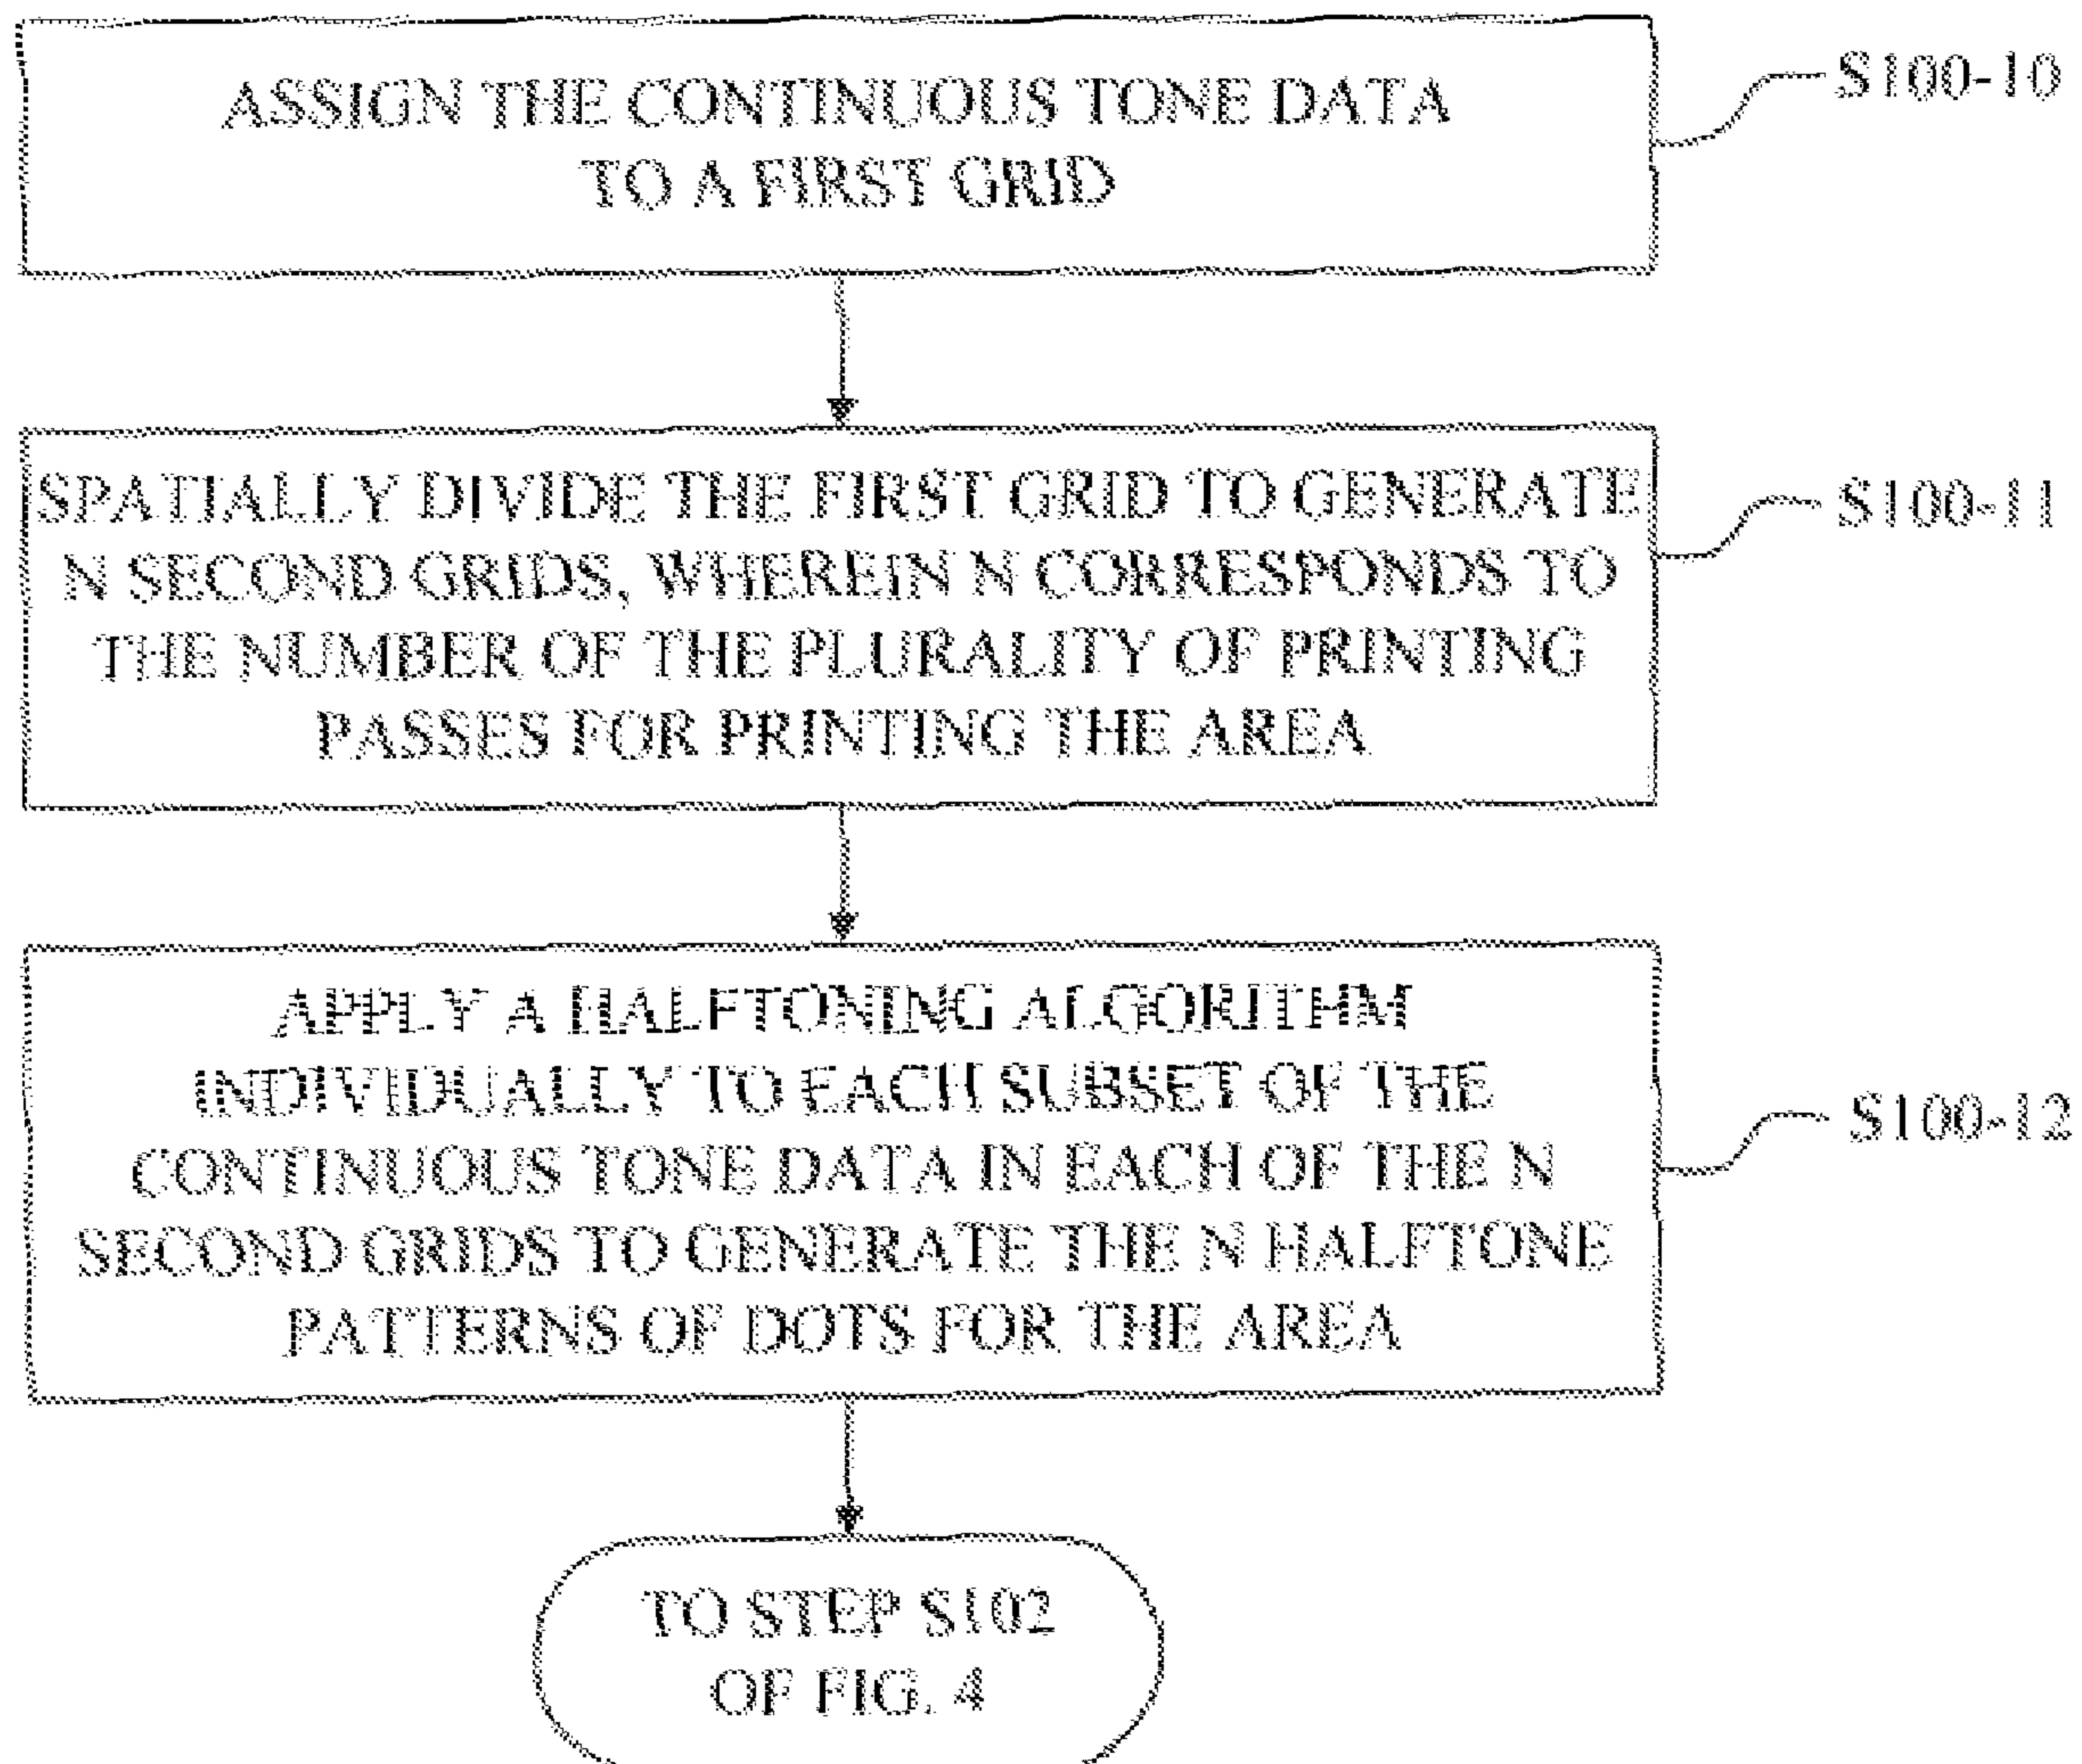 ASSIGN THE CONTINUOUS TONE DATA
TO A FIRST GRID
S100-10
SPATIALLY DIVIDE THE FIRST GRID TO GENERATE
N SECOND GRIDS, WHEREIN N CORRESPONDS TO
THE NUMBER OF THE PLURALITY OF PRINTING
PASSES FOR PRINTING THE AREA
S100-11
APPLY A HALFTONING ALGORITHM
INDIVIDUALLY TO EACH SUBSET OF THE
CONTINUOUS TONE DATA IN EACH OF THE N
SECOND GRIDS TO GENERATE THE N HALFTONE
PATTERNS OF DOTS FOR THE AREA
S100-12
TO STEP S102
OF FIG. 4